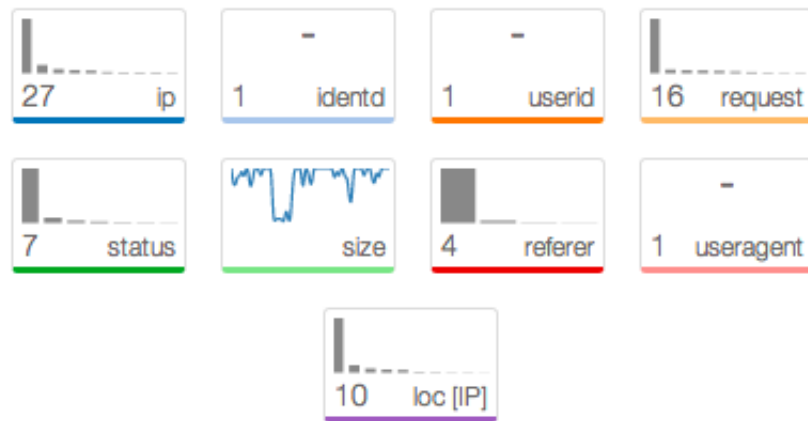 - -
27 ip 1 identd 1 userid 16 request
-
7 status size 4 referer 1 useragent
10 loc [IP]